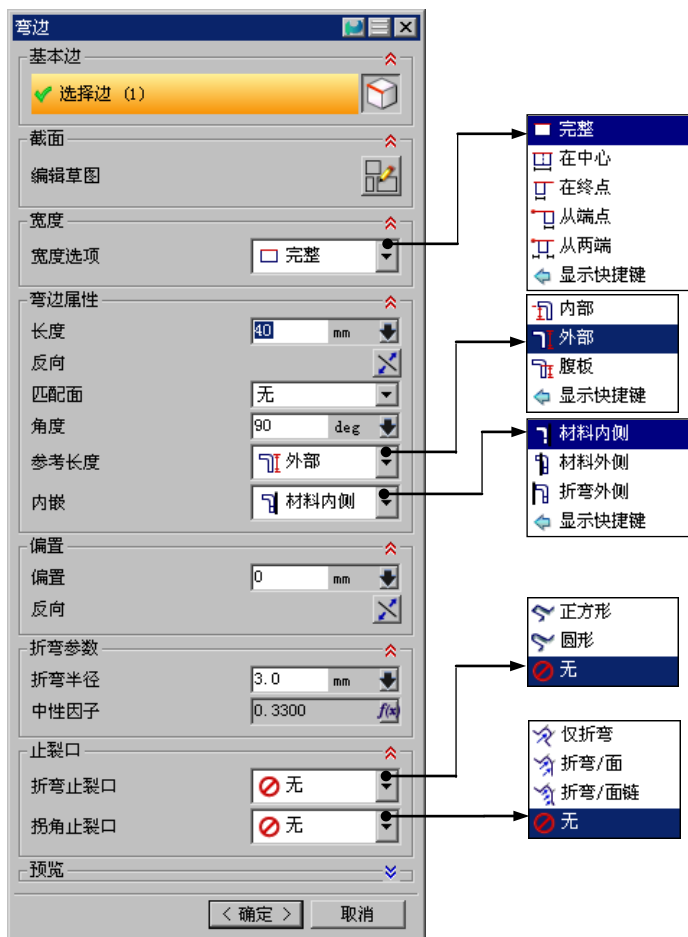 弯边
基本边
选择边 (1)
截面
编辑草图
宽度
宽度选项 完整
弯边属性
长度 40 mm
反向
匹配面 无
角度 90 deg
参考长度 外部
内嵌 材料内侧
偏置
偏置 0 mm
反向
折弯参数
折弯半径 3.0 mm
中性因子 0.3300 f(x)
止裂口
折弯止裂口 无
拐角止裂口 无
预览
< 确定 > 取消
完整
在中心
在终点
从端点
从两端
显示快捷键
内部
外部
腹板
显示快捷键
材料内侧
材料外侧
折弯外侧
显示快捷键
正方形
圆形
无
仅折弯
折弯/面
折弯/面链
无